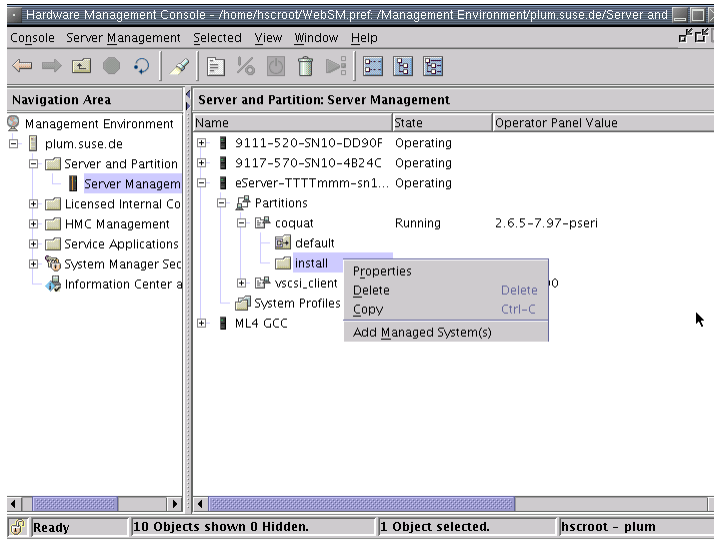 Hardware Management Console - /home/hscroot/WebSM.pref: /Management Environment/plum.suse.de/Server and
Console Server Management Selected View Window Help
Navigation Area
Management Environment
plum.suse.de
Server and Partition
Server Managem
Licensed Internal Co
HMC Management
Service Applications
System Manager Sec
Information Center a
Server and Partition: Server Management
Name State Operator Panel Value
9111-520-SN10-DD90F Operating
9117-570-SN10-4B24C Operating
eServer-TTTTmmm-sn1... Operating
Partitions
coquat Running 2.6.5-7.97-pseri
default
install
vscsi_client 00
System Profiles
ML4 GCC
Properties
Delete Delete
Copy Ctrl-C
Add Managed System(s)
Ready 10 Objects shown 0 Hidden. 1 Object selected. hscroot - plum